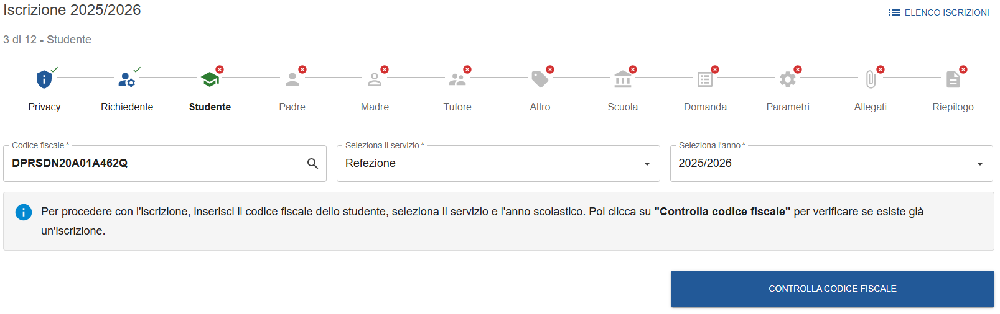 Iscrizione 2025/2026
ELENCO ISCRIZIONI
3 di 12 - Studente
Privacy
Richiedente
Studente
Padre
Madre
Tutore
Altro
Scuola
Domanda
Parametri
Allegati
Riepilogo
Codice fiscale *
DPRSDN20A01A462Q
Seleziona il servizio *
Refezione
Seleziona l'anno *
2025/2026
Per procedere con l'iscrizione, inserisci il codice fiscale dello studente, seleziona il servizio e l'anno scolastico. Poi clicca su "Controlla codice fiscale" per verificare se esiste già
un'iscrizione.
CONTROLLA CODICE FISCALE